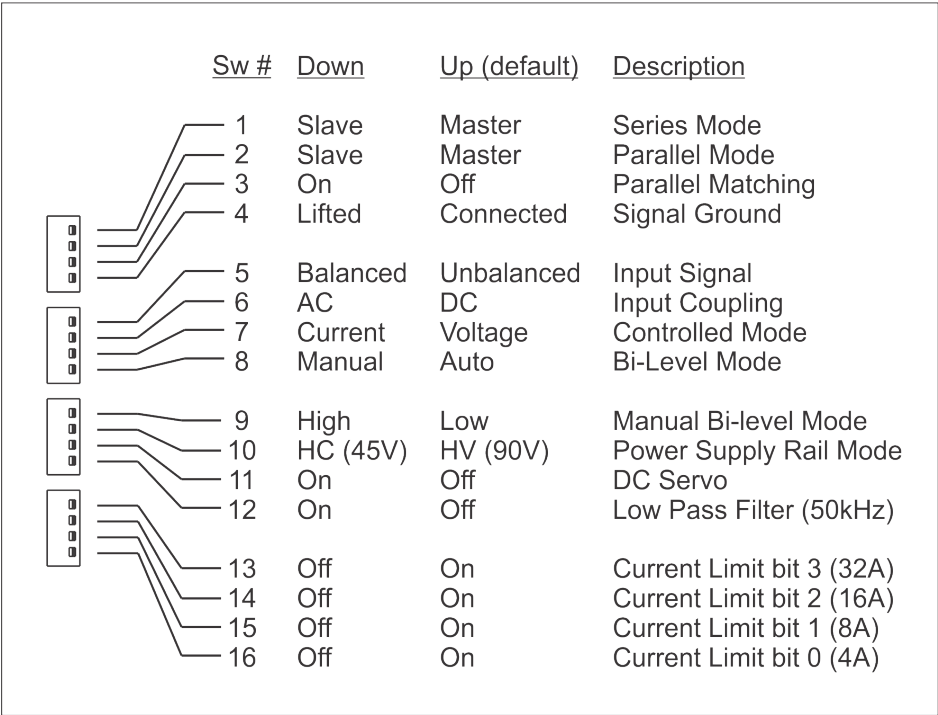 Sw # Down Up (default) Description
1 Slave Master Series Mode
2 Slave Master Parallel Mode
3 On Off Parallel Matching
4 Lifted Connected Signal Ground
5 Balanced Unbalanced Input Signal
6 AC DC Input Coupling
7 Current Voltage Controlled Mode
8 Manual Auto Bi-Level Mode
9 High Low Manual Bi-level Mode
10 HC (45V) HV (90V) Power Supply Rail Mode
11 On Off DC Servo
12 On Off Low Pass Filter (50kHz)
13 Off On Current Limit bit 3 (32A)
14 Off On Current Limit bit 2 (16A)
15 Off On Current Limit bit 1 (8A)
16 Off On Current Limit bit 0 (4A)